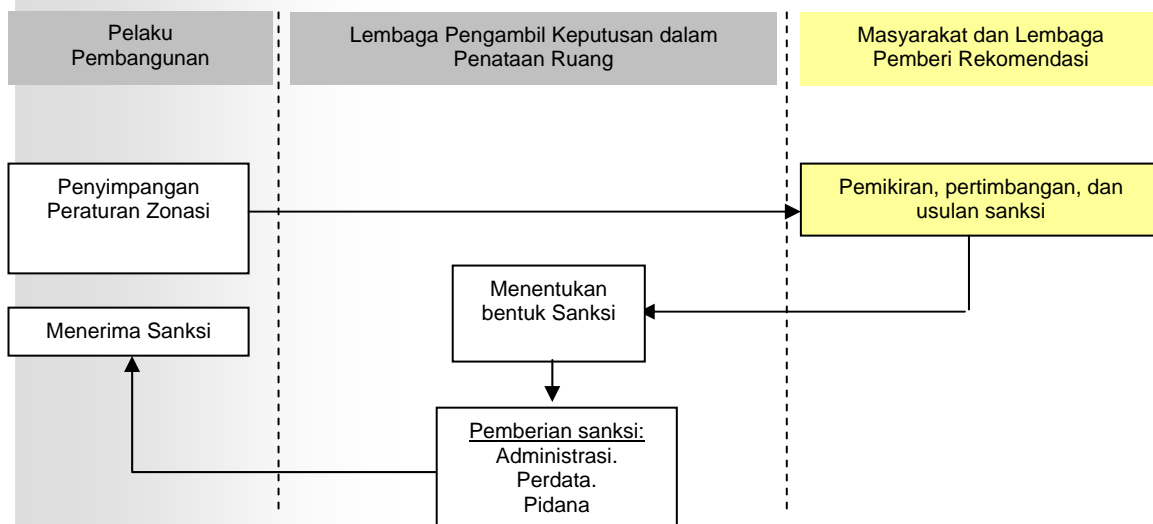 Pelaku
Pembangunan
Lembaga Pengambil Keputusan dalam
Penataan Ruang
Masyarakat dan Lembaga
Pemberi Rekomendasi
Penyimpangan
Peraturan Zonasi
Pemikiran, pertimbangan, dan
usulan sanksi
Menentukan
bentuk Sanksi
Menerima Sanksi
Pemberian sanksi:
Administrasi.
Perdata.
Pidana